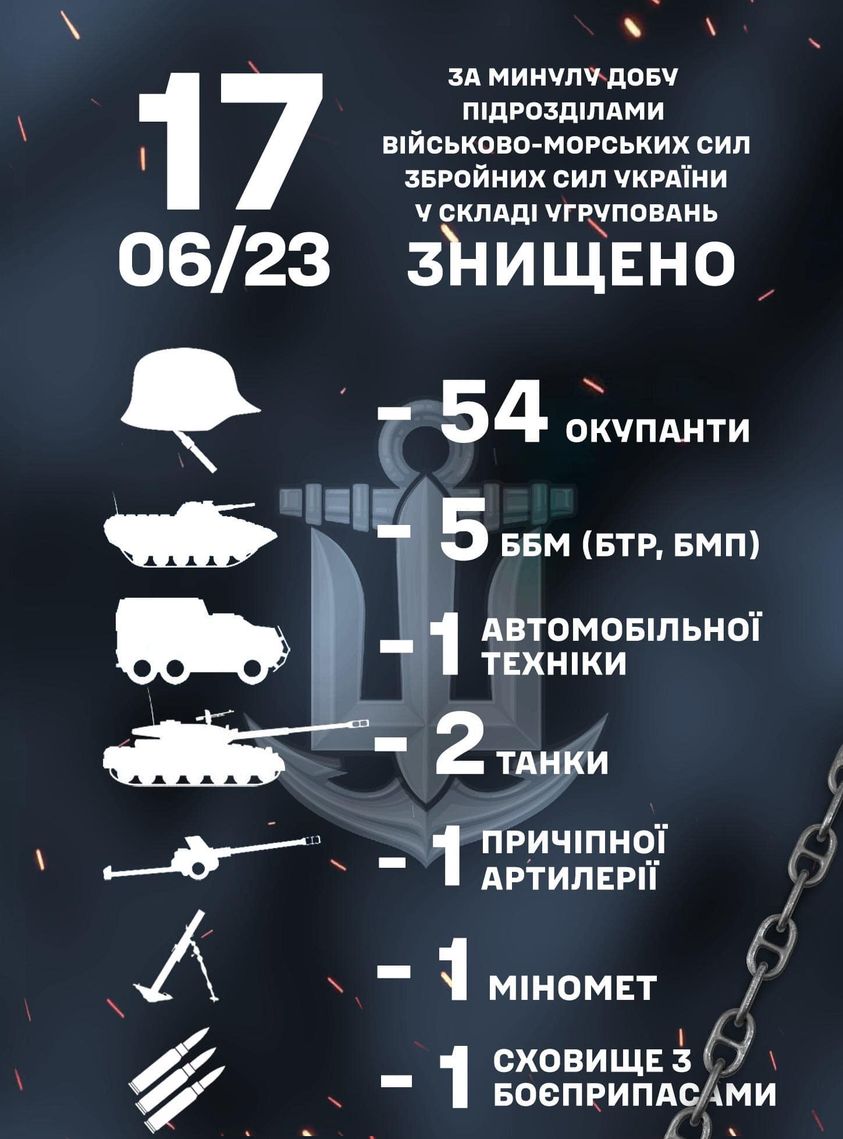 17
06/23
ЗА МИНУЛУ ДОБУ
ПІДРОЗДІЛАМИ
ВІЙСЬКОВО-МОРСЬКИХ СИЛ
ЗБРОЙНИХ СИЛ УКРАЇНИ
У СКЛАДІ УГРУПОВАНЬ
ЗНИЩЕНО
- 54 ОКУПАНТИ
- 5 ББМ (БТР, БМП)
- 1 АВТОМОБІЛЬНОЇ
ТЕХНІКИ
- 2 ТАНКИ
- 1 ПРИЧІПНОЇ
АРТИЛЕРІЇ
- 1 МІНОМЕТ
- 1 СХОВИЩЕ З
БОЄПРИПАСАМИ